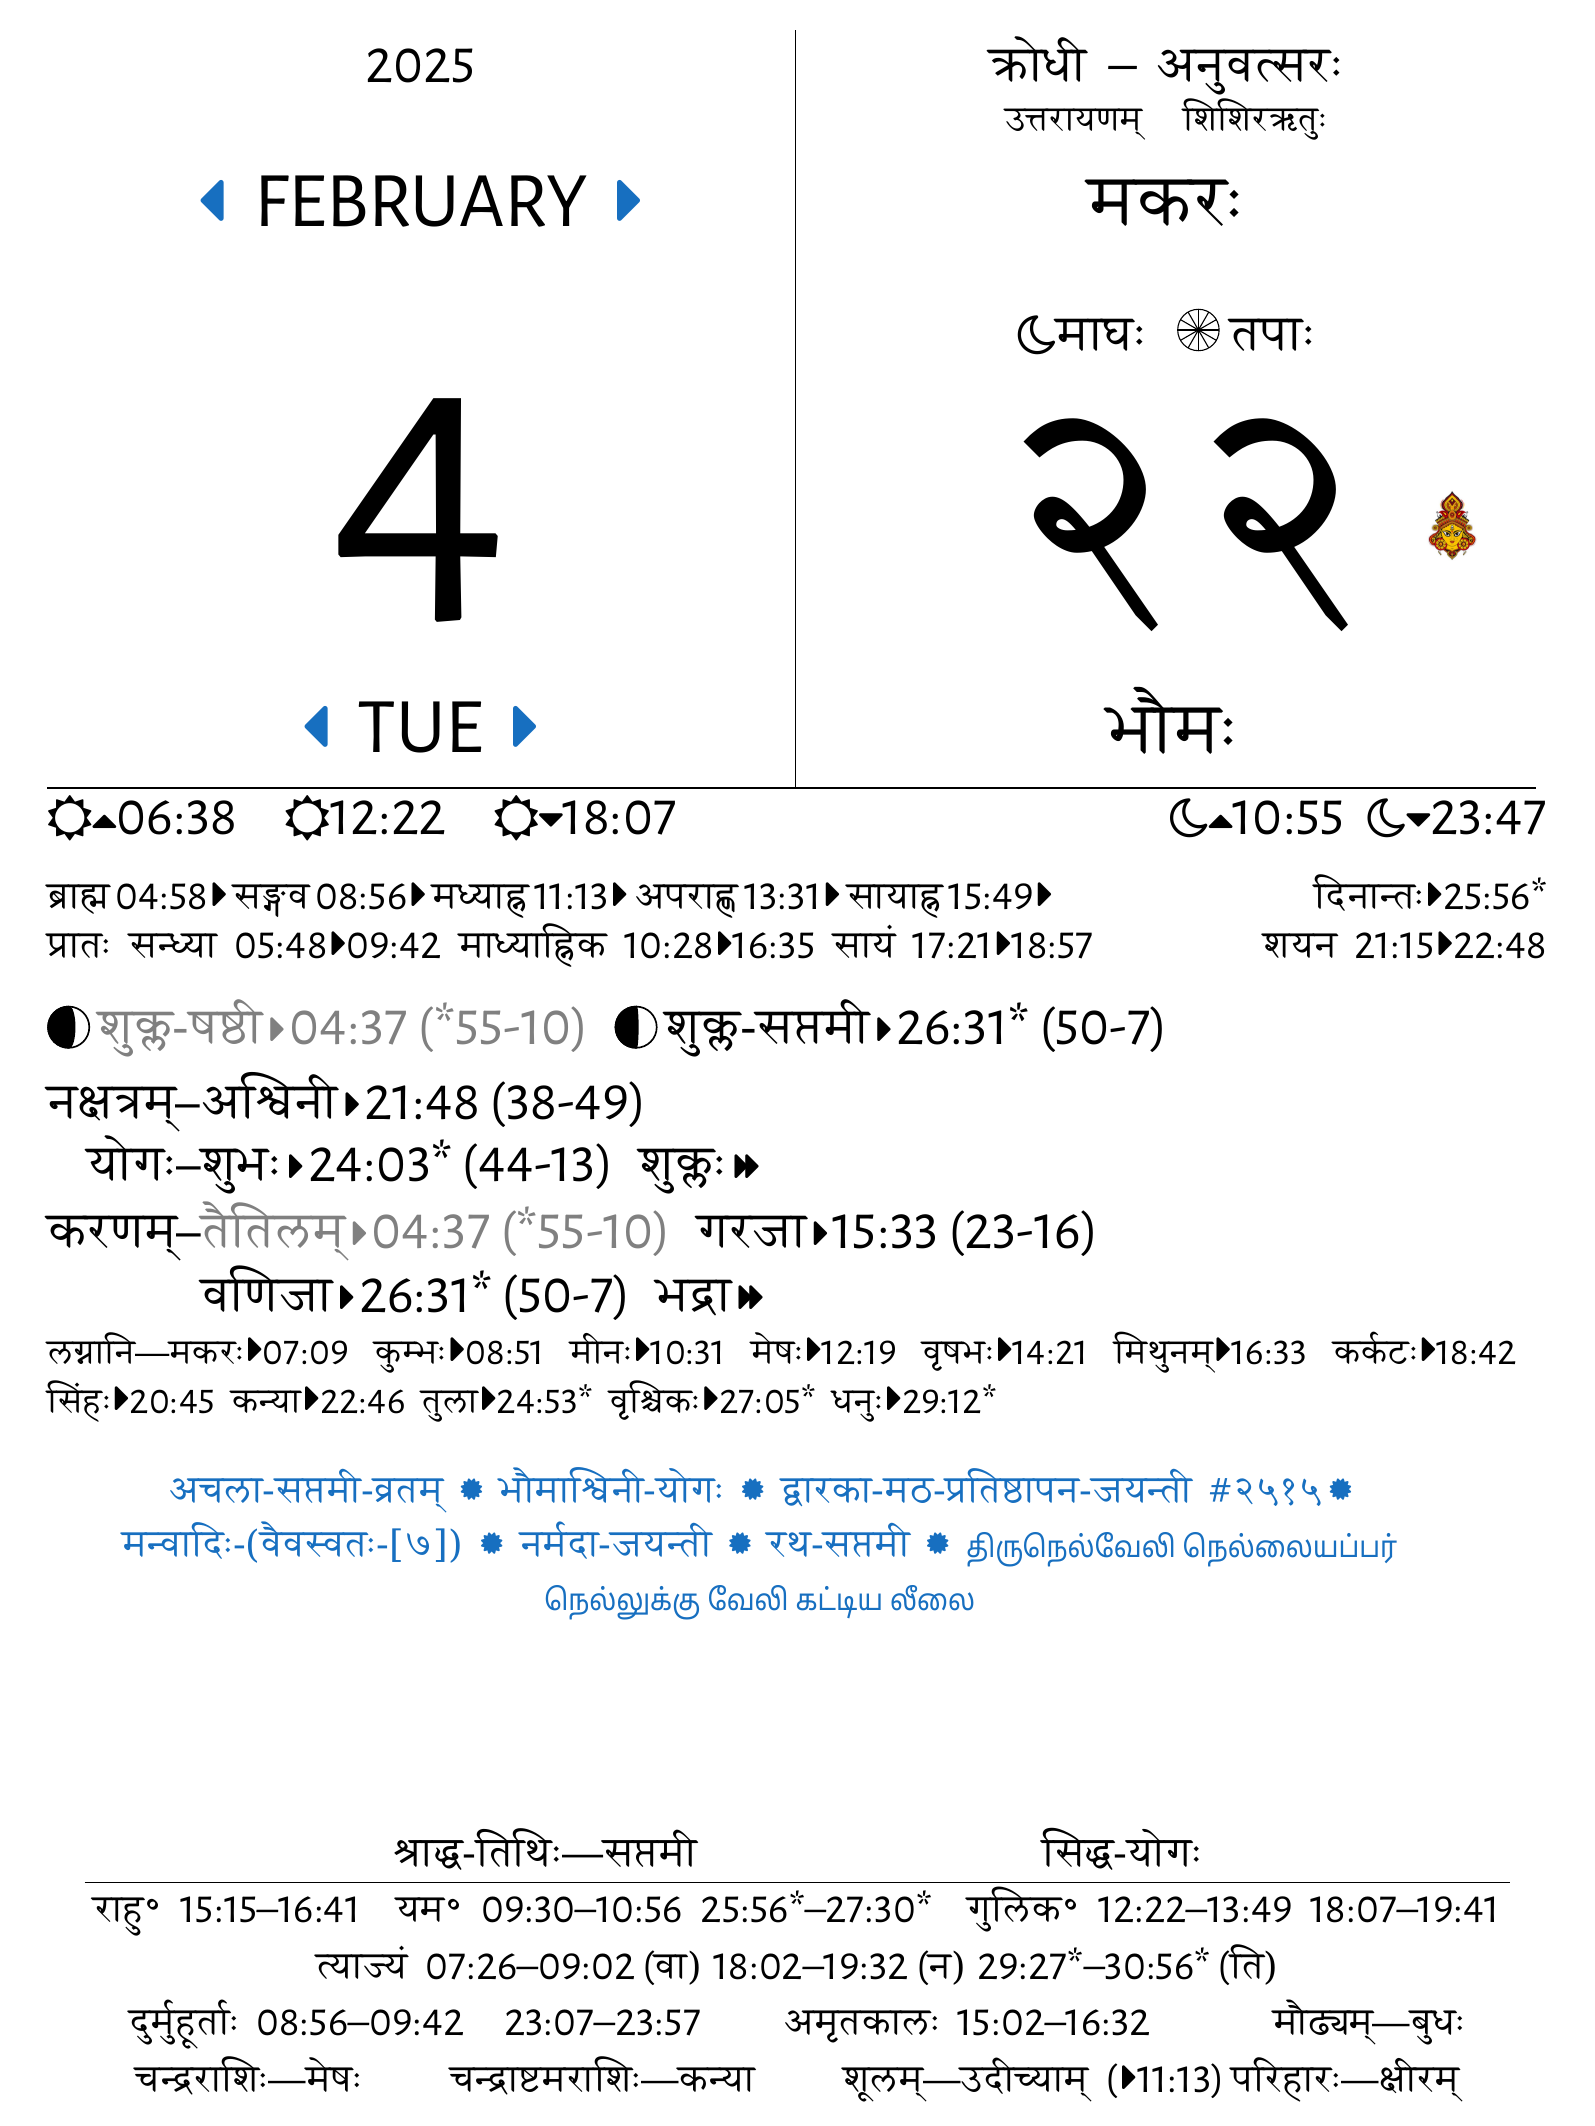 2025
FEBRUARY
4
TUE
क्रोधी – अनुवत्सरः
उत्तरायणम् शिशिरऋतुः
मकरः
माघः तपाः
२२
भौमः
06:38 12:22 18:07 10:55 23:47
ब्राह्म 04:58 सङ्गव 08:56 मध्याह्न 11:13 अपराह्ण 13:31 सायाह्न 15:49 दिनान्तः 25:56*
प्रातः सन्ध्या 05:48 09:42 माध्याह्निक 10:28 16:35 सायं 17:21 18:57 शयन 21:15 22:48
शुक्ल-षष्ठी 04:37 (*55-10) शुक्ल-सप्तमी 26:31* (50-7)
नक्षत्रम्–अश्विनी 21:48 (38-49)
योगः–शुभः 24:03* (44-13) शुक्लः
करणम्–तैतिलम् 04:37 (*55-10) गरजा 15:33 (23-16)
वणिजा 26:31* (50-7) भद्रा
लग्नानि—मकरः 07:09 कुम्भः 08:51 मीनः 10:31 मेषः 12:19 वृषभः 14:21 मिथुनम् 16:33 कर्कटः 18:42
सिंहः 20:45 कन्या 22:46 तुला 24:53* वृश्चिकः 27:05* धनुः 29:12*
अचला-सप्तमी-व्रतम् ✹ भौमाश्विनी-योगः ✹ द्वारका-मठ-प्रतिष्ठापन-जयन्ती #२५१५ ✹
मन्वादिः-(वैवस्वतः-[७]) ✹ नर्मदा-जयन्ती ✹ रथ-सप्तमी ✹ திருநெல்வேலி நெல்லையப்பர்
நெல்லுக்கு வேலி கட்டிய லீலை
श्राद्ध-तिथिः—सप्तमी सिद्ध-योगः
राहु॰ 15:15–16:41 यम॰ 09:30–10:56 25:56*–27:30* गुलिक॰ 12:22–13:49 18:07–19:41
त्याज्यं 07:26–09:02 (वा) 18:02–19:32 (न) 29:27*–30:56* (ति)
दुर्मुहूर्ताः 08:56–09:42 23:07–23:57 अमृतकालः 15:02–16:32 मौढ्यम्—बुधः
चन्द्रराशिः—मेषः चन्द्राष्टमराशिः—कन्या शूलम्—उदीच्याम् (11:13) परिहारः—क्षीरम्